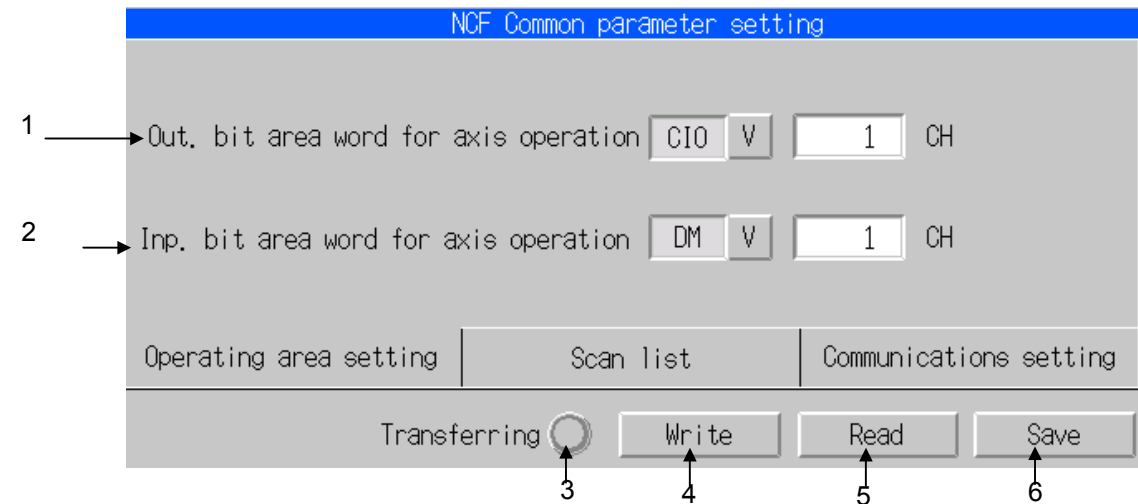 NCF Common parameter setting
1
Out. bit area word for axis operation CIO V 1 CH
2
Inp. bit area word for axis operation DM V 1 CH
Operating area setting Scan list Communications setting
Transferring Write Read Save
3 4 5 6